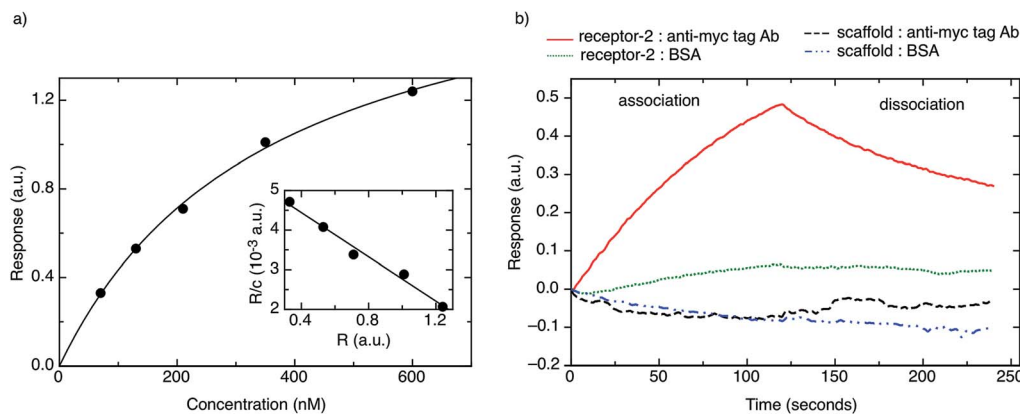 a)
Response (a.u.)
1.2
0.8
0.4
0.0
0
200
400
600
Concentration (nM)
R/c (10⁻³ a.u.)
5
4
3
2
0.4
0.8
1.2
R (a.u.)
b)
receptor-2 : anti-myc tag Ab
receptor-2 : BSA
scaffold : anti-myc tag Ab
scaffold : BSA
association
dissociation
Response (a.u.)
0.5
0.4
0.3
0.2
0.1
0.0
−0.1
−0.2
0
50
100
150
200
250
Time (seconds)